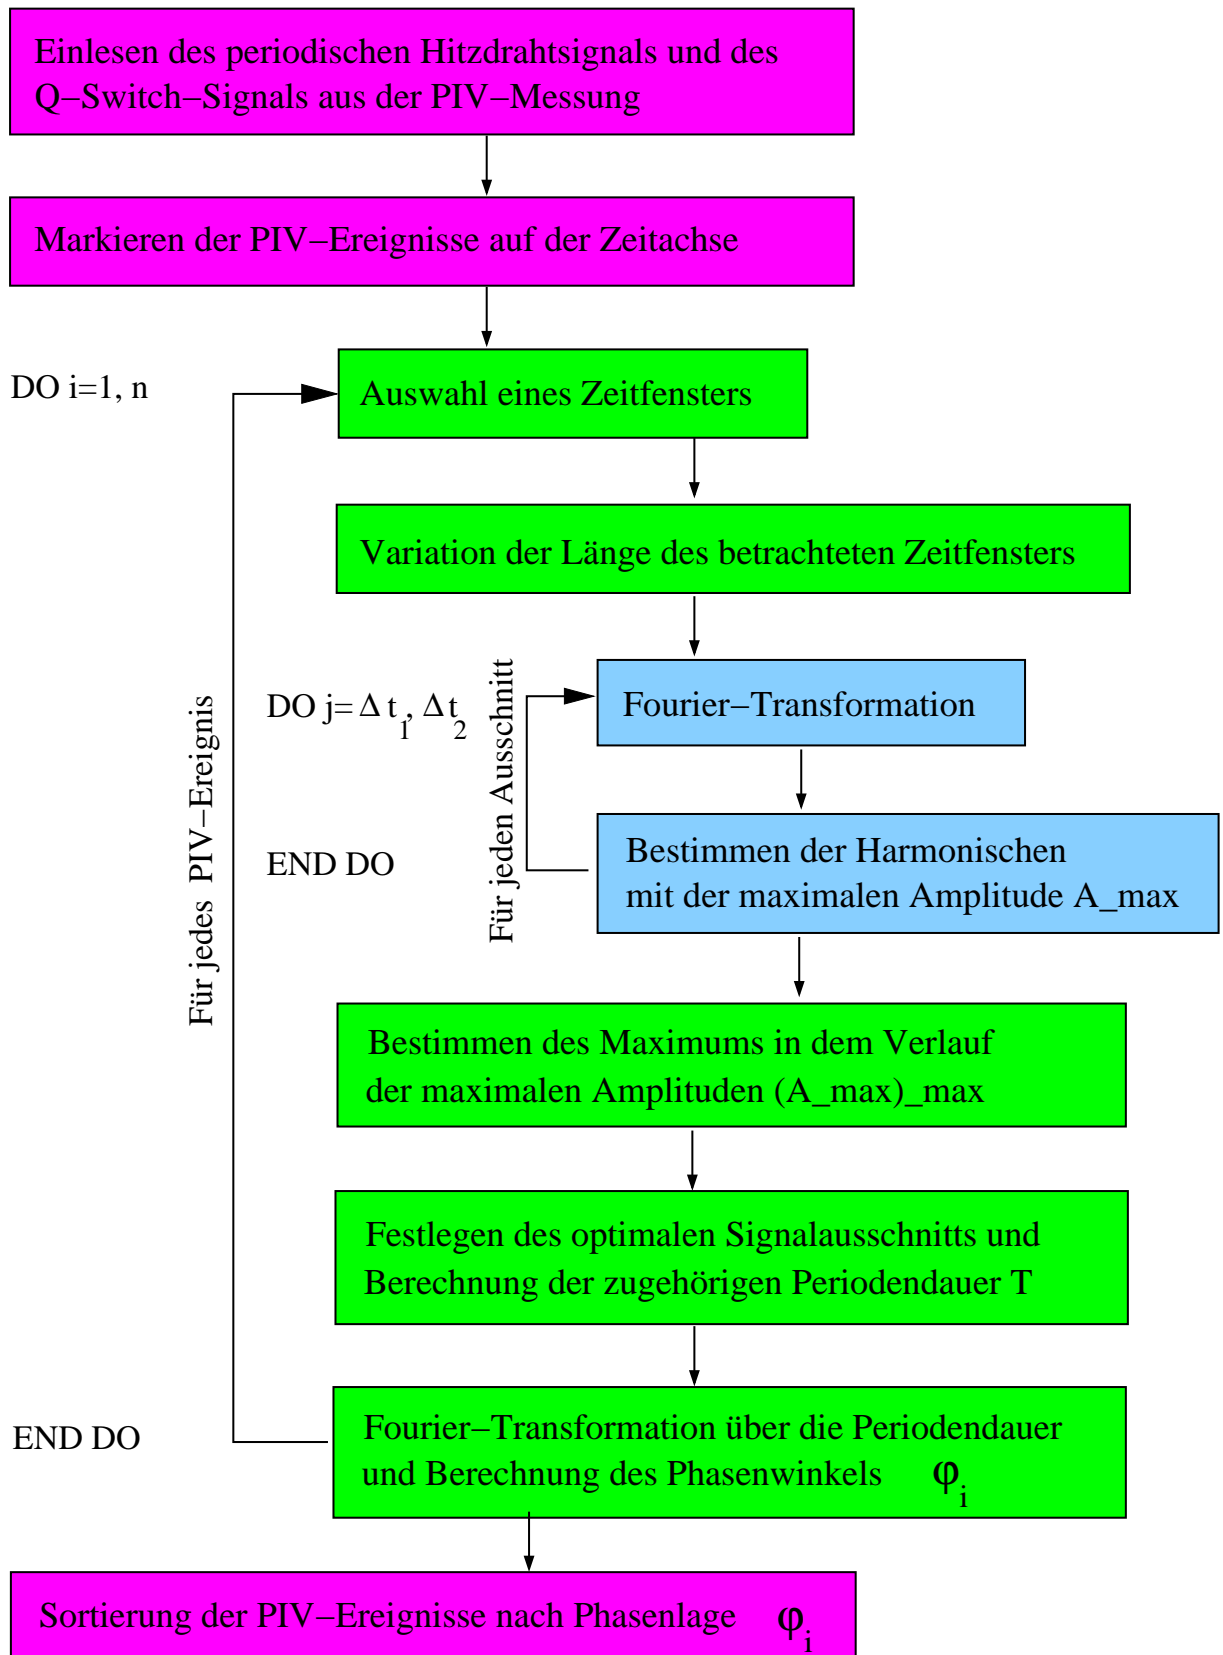 Einlesen des periodischen Hitzdrahtsignals und des
Q–Switch–Signals aus der PIV–Messung
Markieren der PIV–Ereignisse auf der Zeitachse
DO i=1, n
Auswahl eines Zeitfensters
Variation der Länge des betrachteten Zeitfensters
Für jedes PIV–Ereignis
DO j= Δ t₁, Δ t₂
Für jeden Ausschnitt
Fourier–Transformation
END DO
Bestimmen der Harmonischen
mit der maximalen Amplitude A_max
Bestimmen des Maximums in dem Verlauf
der maximalen Amplituden (A_max)_max
Festlegen des optimalen Signalausschnitts und
Berechnung der zugehörigen Periodendauer T
END DO
Fourier–Transformation über die Periodendauer
und Berechnung des Phasenwinkels φᵢ
Sortierung der PIV–Ereignisse nach Phasenlage φᵢ